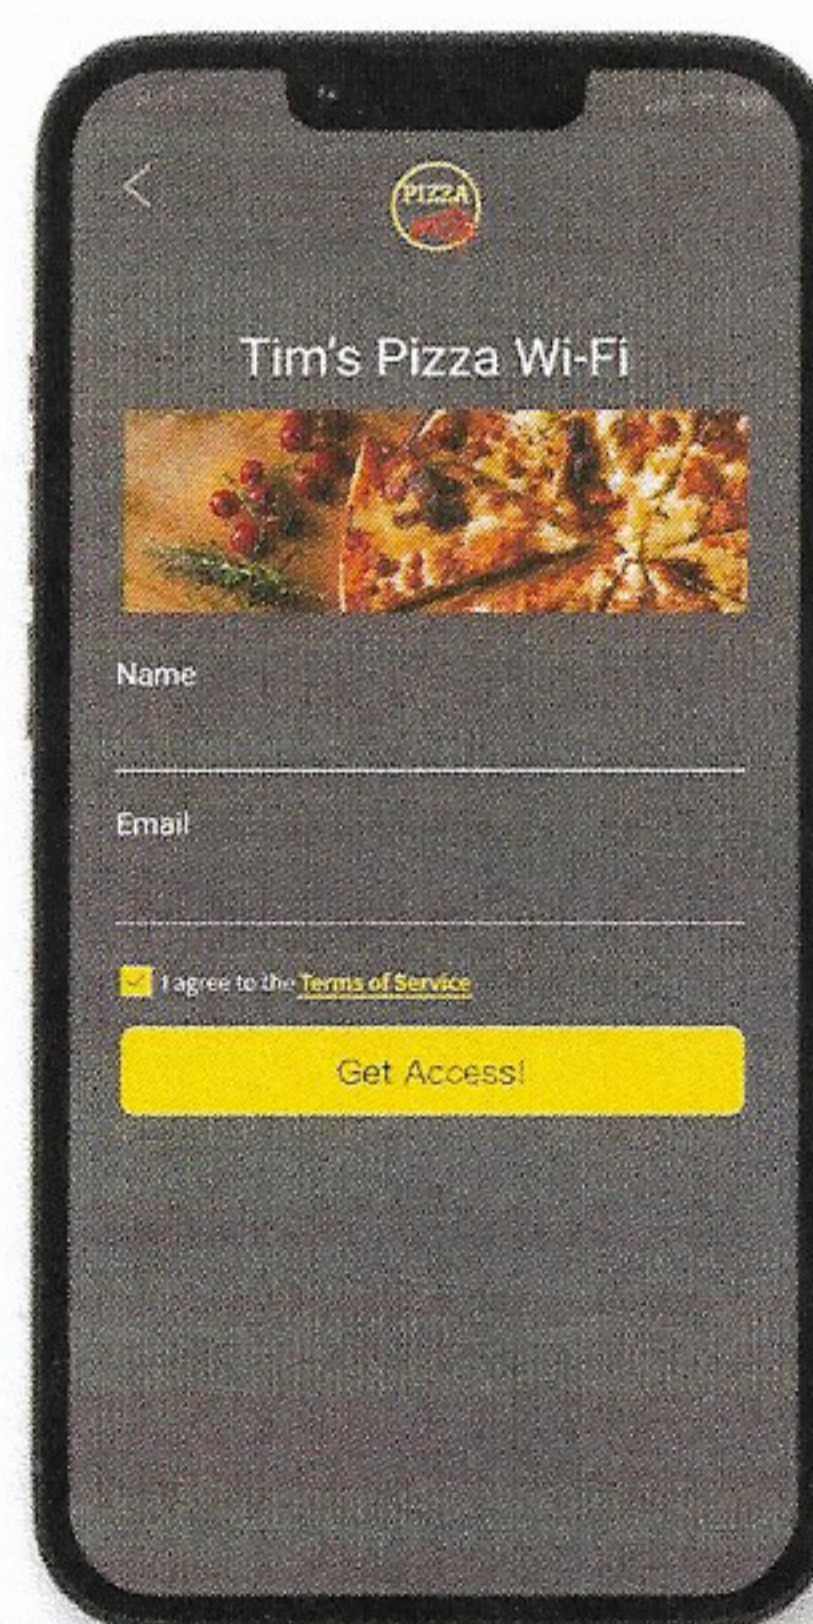 PIZZA
Tim's Pizza Wi-Fi
Name
Email
I agree to the Terms of Service
Get Access!